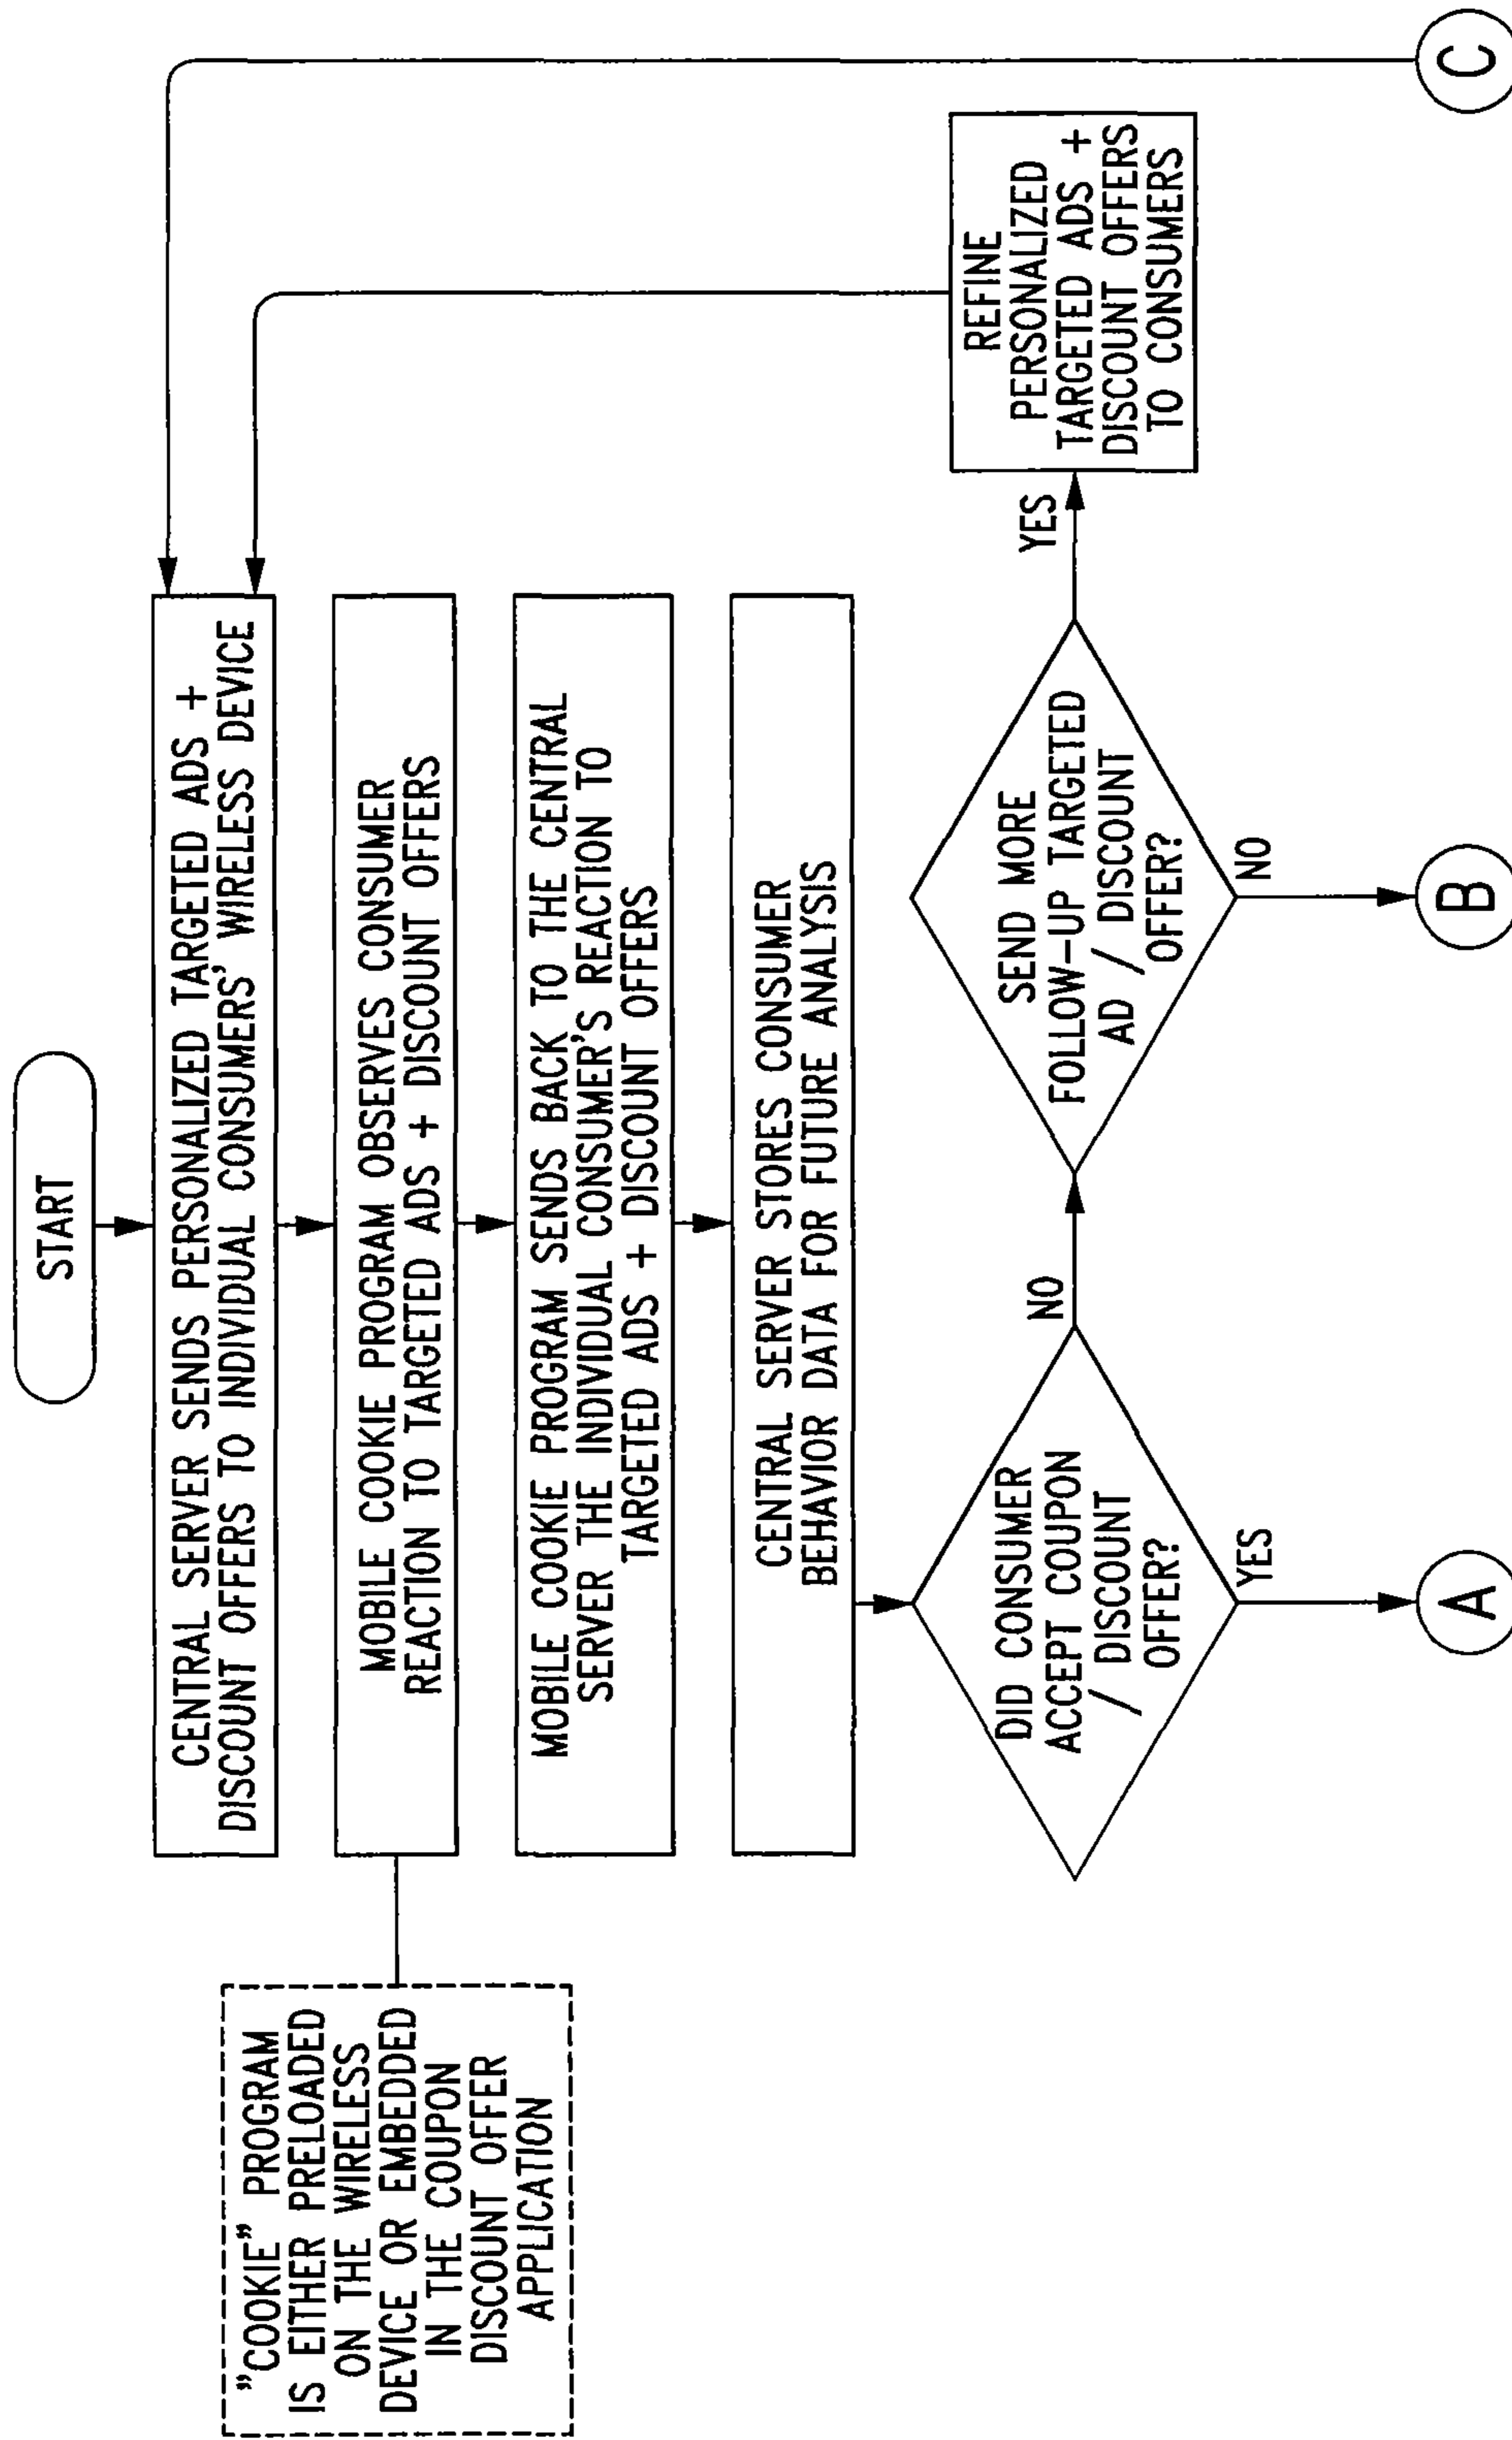 START
CENTRAL SERVER SENDS PERSONALIZED TARGETED ADS +
DISCOUNT OFFERS TO INDIVIDUAL CONSUMERS' WIRELESS DEVICE
"COOKIE" PROGRAM
IS EITHER PRELOADED
ON THE WIRELESS
DEVICE OR EMBEDDED
IN THE COUPON
DISCOUNT OFFER
APPLICATION
MOBILE COOKIE PROGRAM OBSERVES CONSUMER
REACTION TO TARGETED ADS + DISCOUNT OFFERS
MOBILE COOKIE PROGRAM SENDS BACK TO THE CENTRAL
SERVER THE INDIVIDUAL CONSUMER'S REACTION TO
TARGETED ADS + DISCOUNT OFFERS
CENTRAL SERVER STORES CONSUMER
BEHAVIOR DATA FOR FUTURE ANALYSIS
DID CONSUMER
ACCEPT COUPON
/ DISCOUNT
OFFER?
NO
YES
SEND MORE
FOLLOW-UP TARGETED
AD / DISCOUNT
OFFER?
YES
NO
REFINE
PERSONALIZED
TARGETED ADS +
DISCOUNT OFFERS
TO CONSUMERS
A
B
C